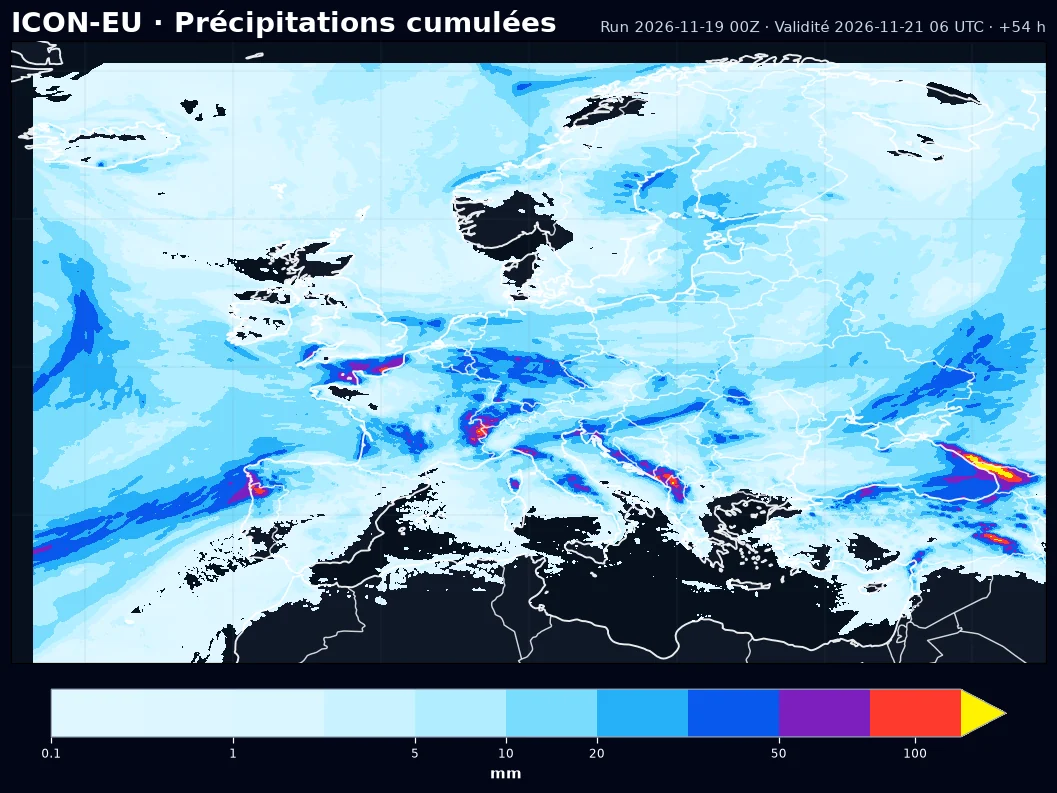 ICON-EU · Précipitations cumulées
Run 2026-11-19 00Z · Validité 2026-11-21 06 UTC · +54 h
0.1 1 5 10 20 50 100
mm